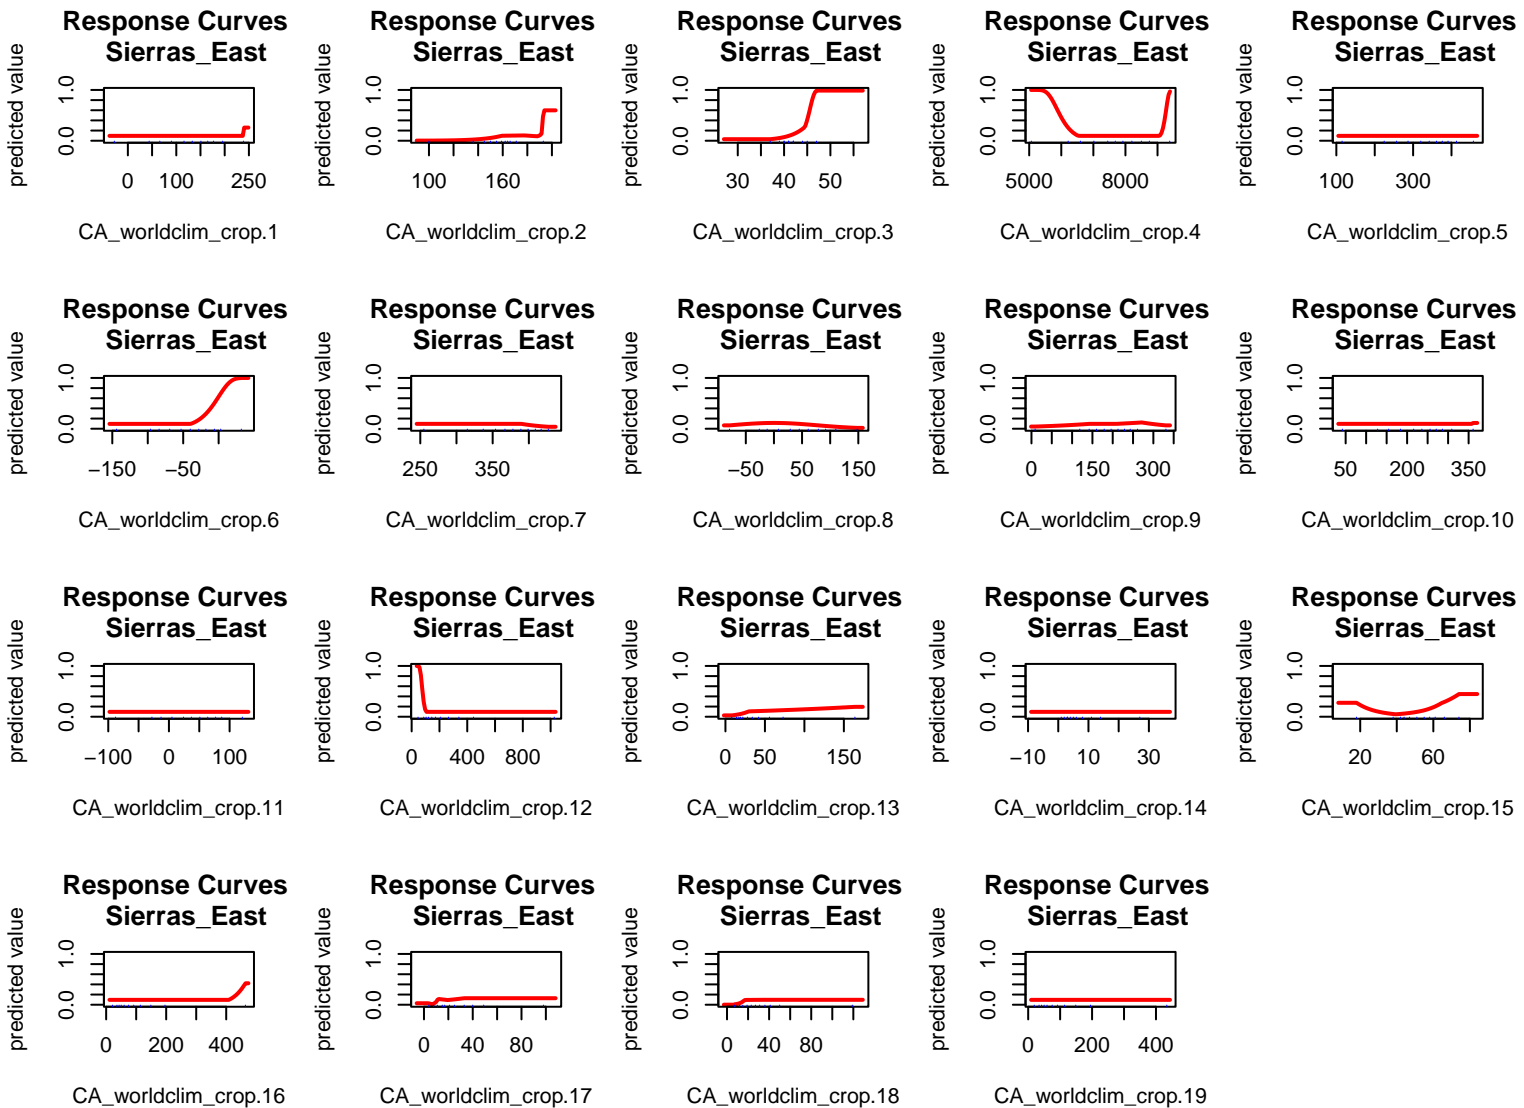 Response Curves
Sierras_East
predicted value
0.0 1.0
0 100 250
CA_worldclim_crop.1
Response Curves
Sierras_East
predicted value
0.0 1.0
100 160
CA_worldclim_crop.2
Response Curves
Sierras_East
predicted value
0.0 1.0
30 40 50
CA_worldclim_crop.3
Response Curves
Sierras_East
predicted value
0.0 1.0
5000 8000
CA_worldclim_crop.4
Response Curves
Sierras_East
predicted value
0.0 1.0
100 300
CA_worldclim_crop.5
Response Curves
Sierras_East
predicted value
0.0 1.0
−150 −50
CA_worldclim_crop.6
Response Curves
Sierras_East
predicted value
0.0 1.0
250 350
CA_worldclim_crop.7
Response Curves
Sierras_East
predicted value
0.0 1.0
−50 50 150
CA_worldclim_crop.8
Response Curves
Sierras_East
predicted value
0.0 1.0
0 150 300
CA_worldclim_crop.9
Response Curves
Sierras_East
predicted value
0.0 1.0
50 200 350
CA_worldclim_crop.10
Response Curves
Sierras_East
predicted value
0.0 1.0
−100 0 100
CA_worldclim_crop.11
Response Curves
Sierras_East
predicted value
0.0 1.0
0 400 800
CA_worldclim_crop.12
Response Curves
Sierras_East
predicted value
0.0 1.0
0 50 150
CA_worldclim_crop.13
Response Curves
Sierras_East
predicted value
0.0 1.0
−10 10 30
CA_worldclim_crop.14
Response Curves
Sierras_East
predicted value
0.0 1.0
20 60
CA_worldclim_crop.15
Response Curves
Sierras_East
predicted value
0.0 1.0
0 200 400
CA_worldclim_crop.16
Response Curves
Sierras_East
predicted value
0.0 1.0
0 40 80
CA_worldclim_crop.17
Response Curves
Sierras_East
predicted value
0.0 1.0
0 40 80
CA_worldclim_crop.18
Response Curves
Sierras_East
predicted value
0.0 1.0
0 200 400
CA_worldclim_crop.19